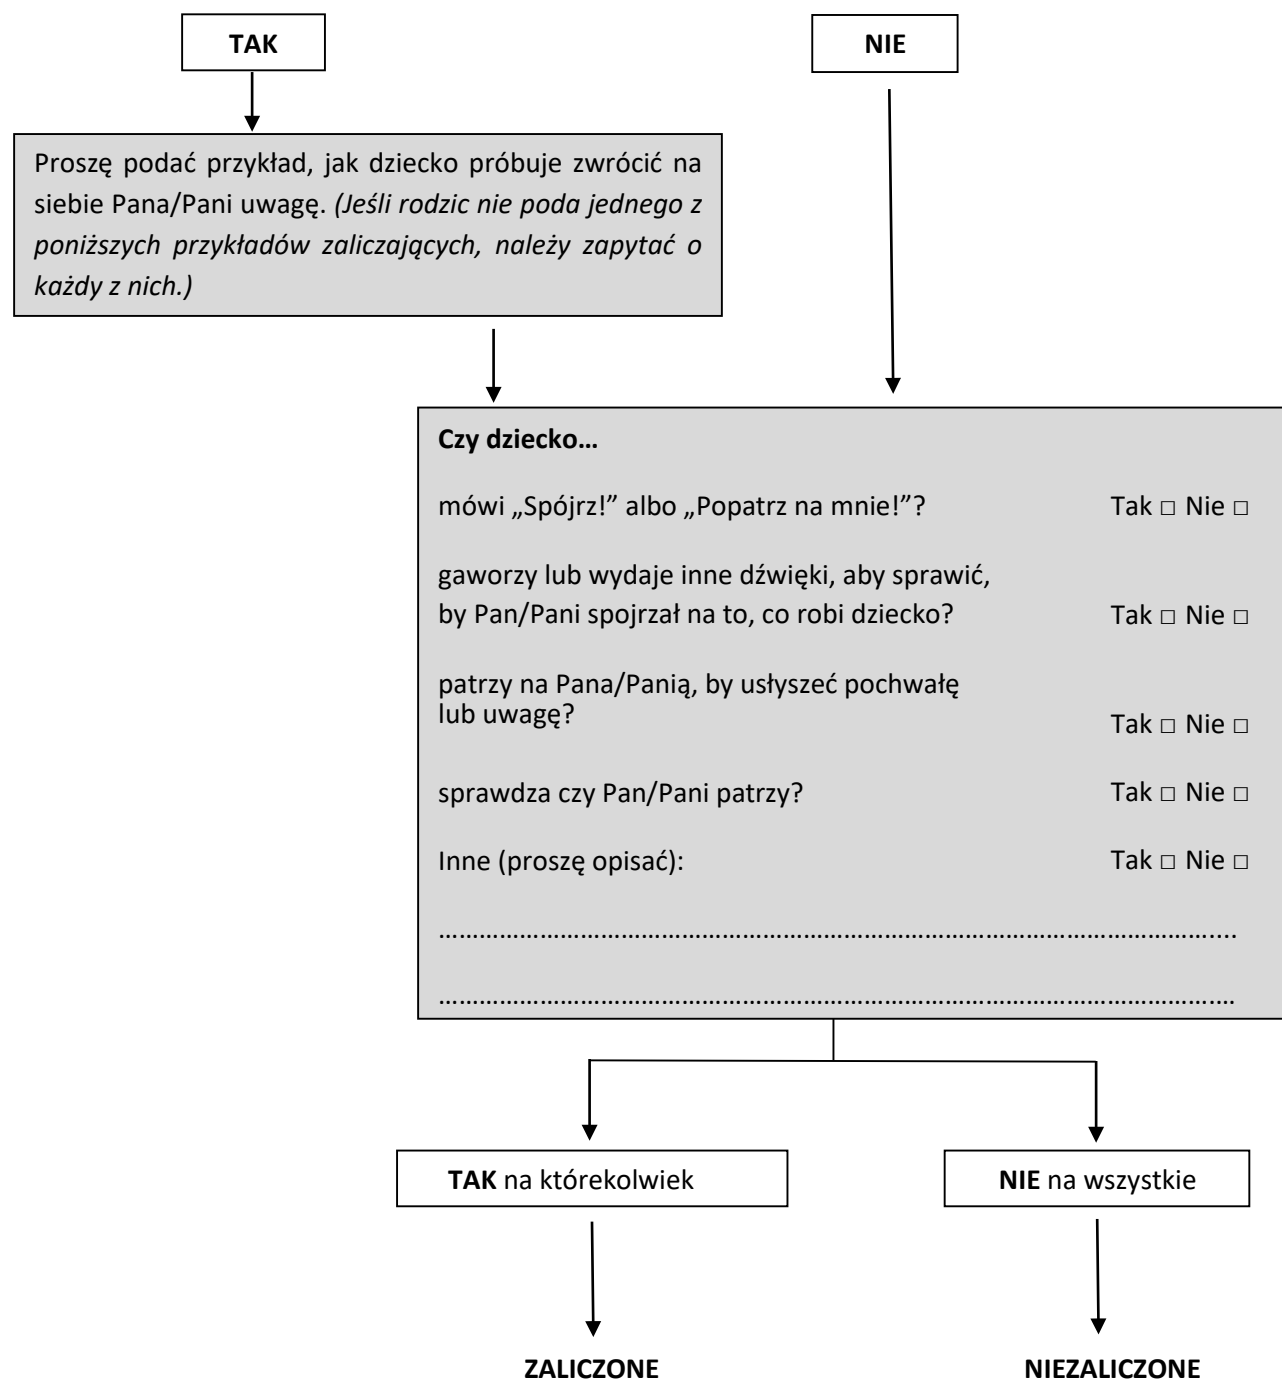 TAK
NIE
Proszę podać przykład, jak dziecko próbuje zwrócić na
siebie Pana/Pani uwagę. (Jeśli rodzic nie poda jednego z
poniższych przykładów zaliczających, należy zapytać o
każdy z nich.)
Czy dziecko…
mówi „Spójrz!” albo „Popatrz na mnie!”? Tak □ Nie □
gaworzy lub wydaje inne dźwięki, aby sprawić,
by Pan/Pani spojrzał na to, co robi dziecko? Tak □ Nie □
patrzy na Pana/Panią, by usłyszeć pochwałę
lub uwagę? Tak □ Nie □
sprawdza czy Pan/Pani patrzy? Tak □ Nie □
Inne (proszę opisać): Tak □ Nie □
…………………………………………………………………………………………………....
…………………………………………………………………………………………………….
TAK na którekolwiek
NIE na wszystkie
ZALICZONE
NIEZALICZONE